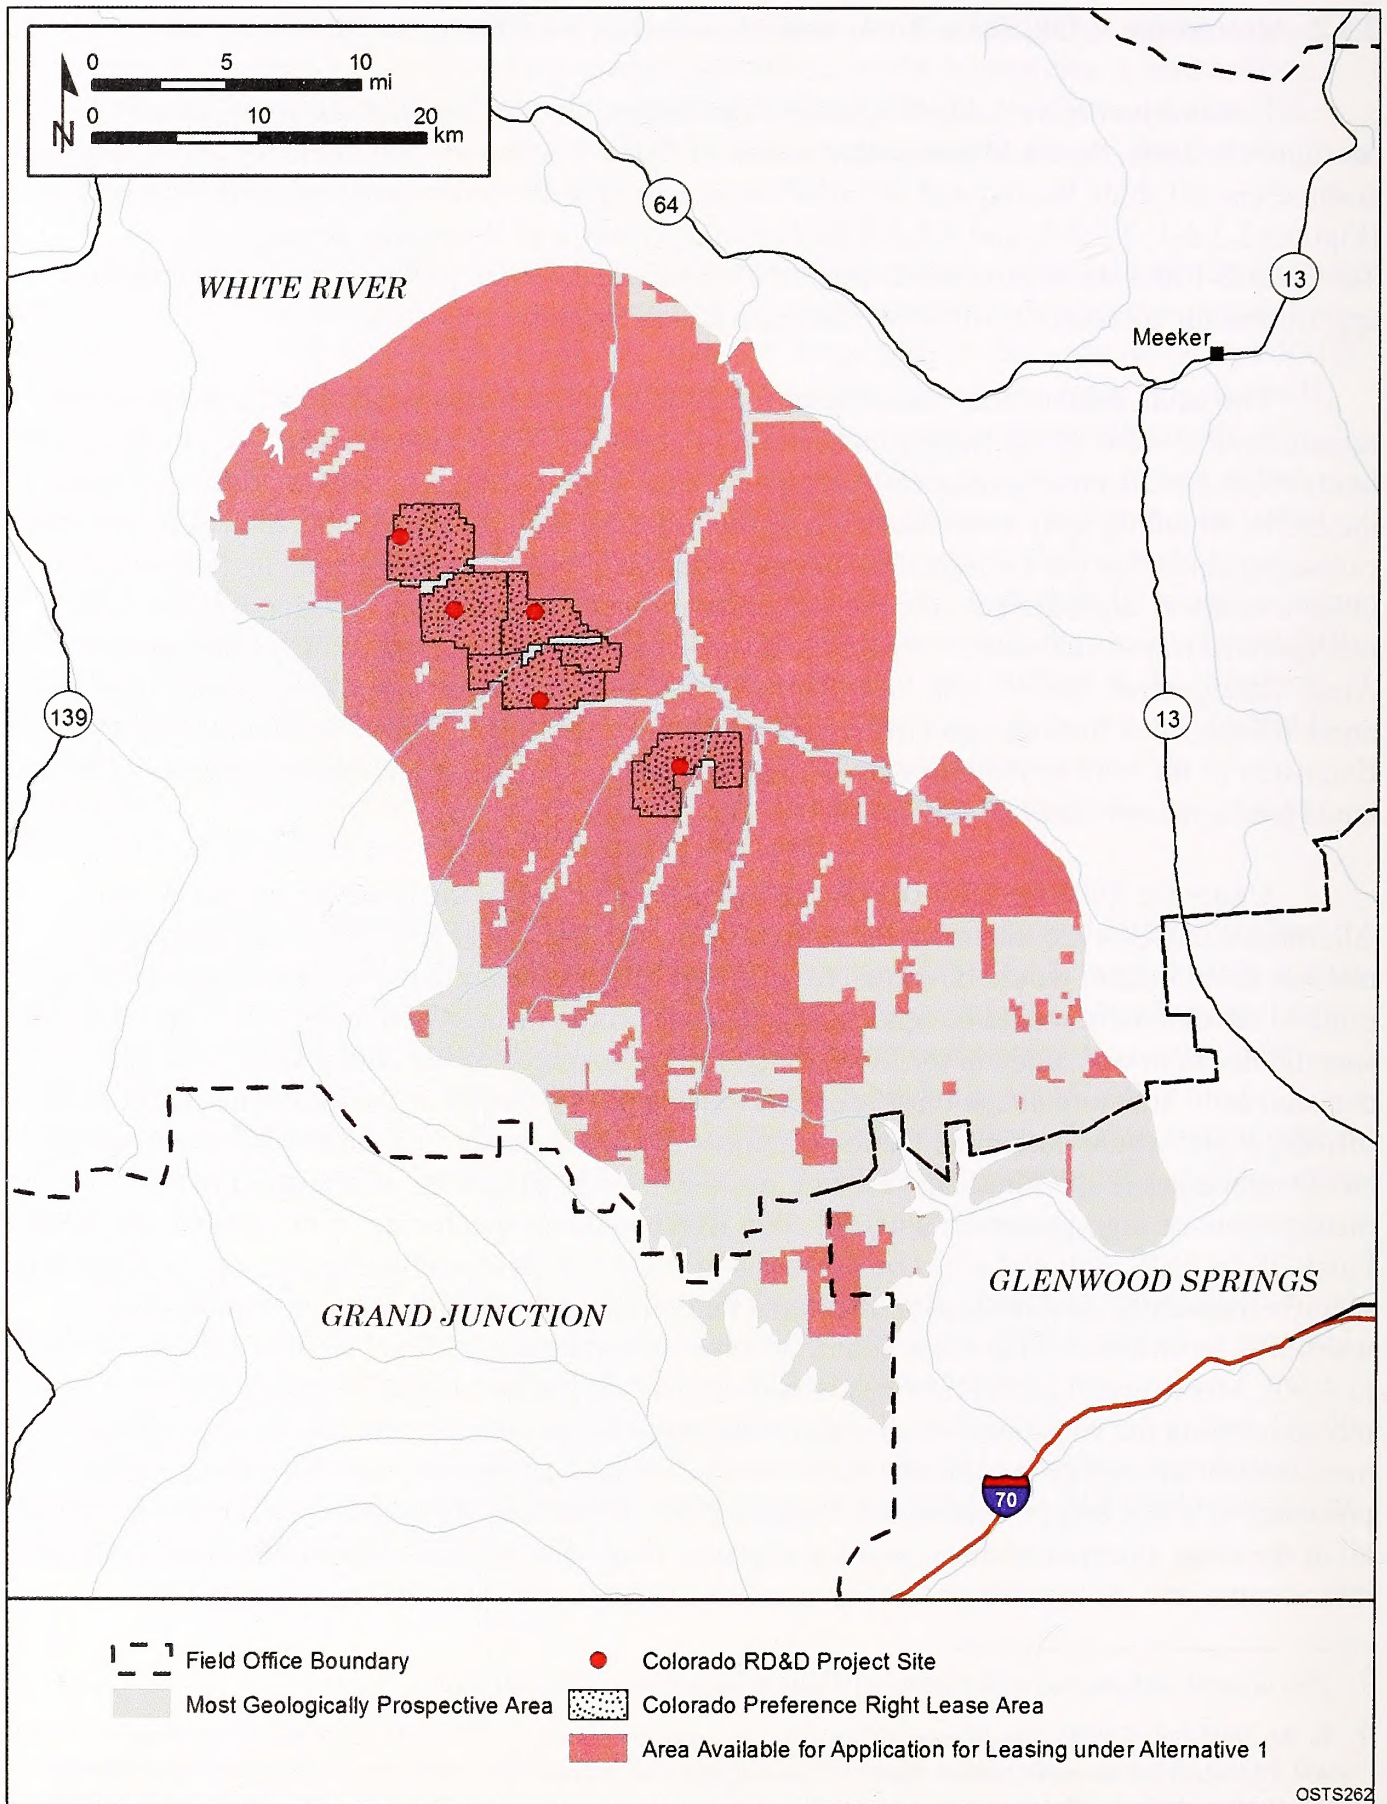 0 5 10
mi
0 10 20
km
N
64
WHITE RIVER
13
Meeker
139
13
GLENWOOD SPRINGS
GRAND JUNCTION
70
Field Office Boundary
Colorado RD&D Project Site
Most Geologically Prospective Area
Colorado Preference Right Lease Area
Area Available for Application for Leasing under Alternative 1
OSTS262